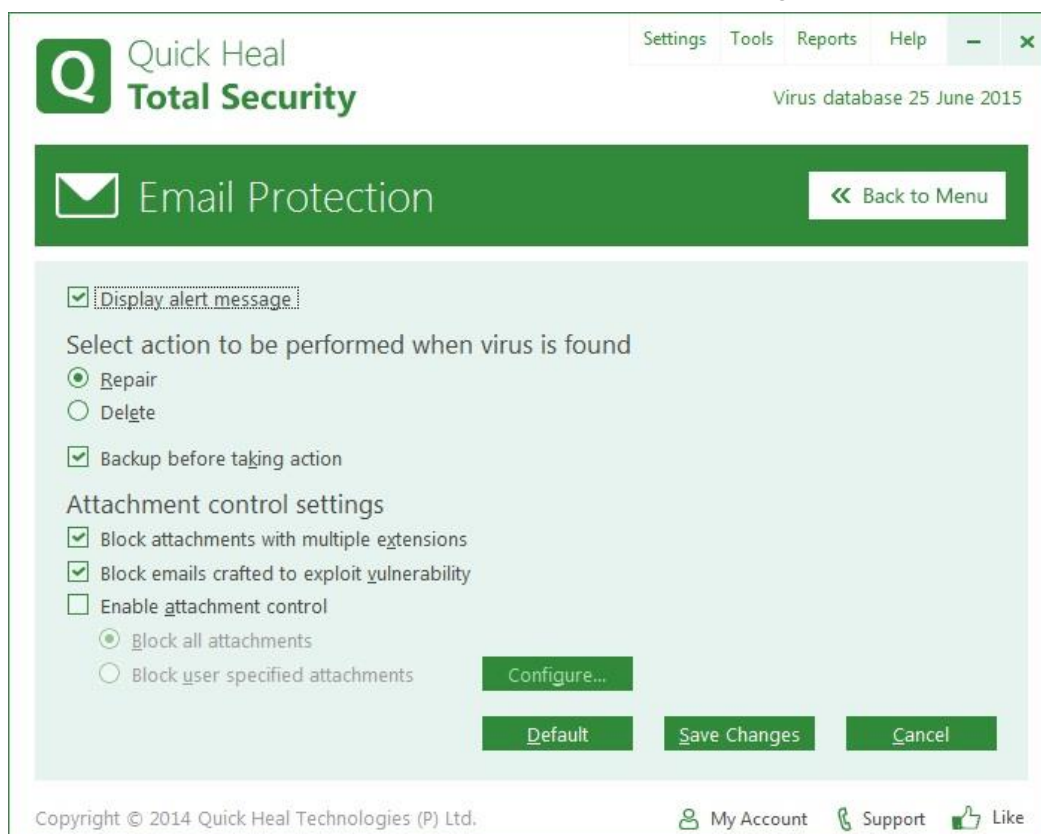 Settings Tools Reports Help
Q Quick Heal
Total Security
Virus database 25 June 2015
Email Protection
Back to Menu
Display alert message
Select action to be performed when virus is found
Repair
Delete
Backup before taking action
Attachment control settings
Block attachments with multiple extensions
Block emails crafted to exploit vulnerability
Enable attachment control
Block all attachments
Block user specified attachments
Configure...
Default Save Changes Cancel
Copyright © 2014 Quick Heal Technologies (P) Ltd. My Account Support Like